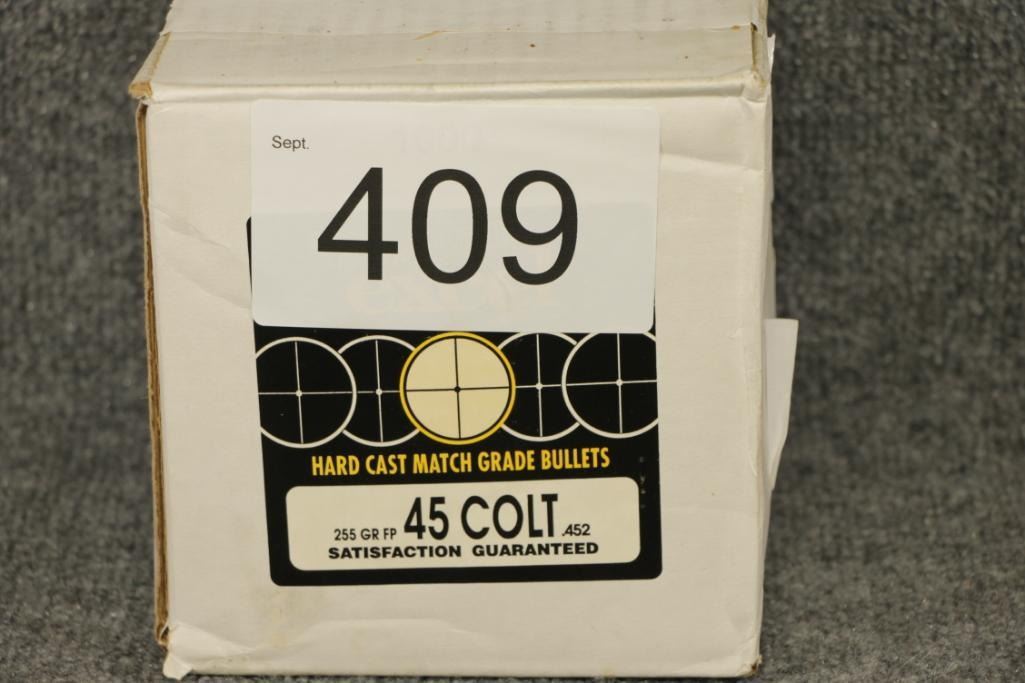 Sept.
409
HARD CAST MATCH GRADE BULLETS
255 GR FP 45 COLT .452
SATISFACTION GUARANTEED